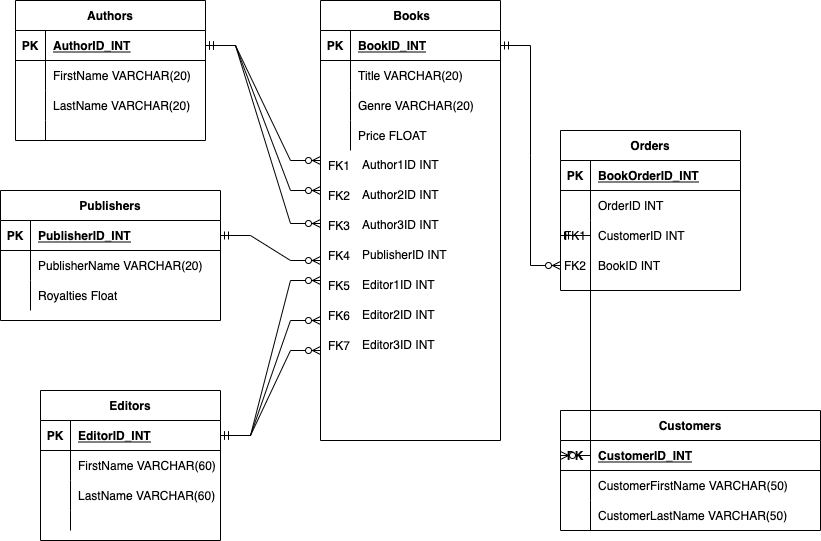 Authors
PK AuthorID_INT
FirstName VARCHAR(20)
LastName VARCHAR(20)
Publishers
PK PublisherID_INT
PublisherName VARCHAR(20)
Royalties Float
Editors
PK EditorID_INT
FirstName VARCHAR(60)
LastName VARCHAR(60)
Books
PK BookID_INT
Title VARCHAR(20)
Genre VARCHAR(20)
Price FLOAT
FK1 Author1ID INT
FK2 Author2ID INT
FK3 Author3ID INT
FK4 PublisherID INT
FK5 Editor1ID INT
FK6 Editor2ID INT
FK7 Editor3ID INT
Orders
PK BookOrderID_INT
OrderID INT
FK1 CustomerID INT
FK2 BookID INT
Customers
PK CustomerID_INT
CustomerFirstName VARCHAR(50)
CustomerLastName VARCHAR(50)